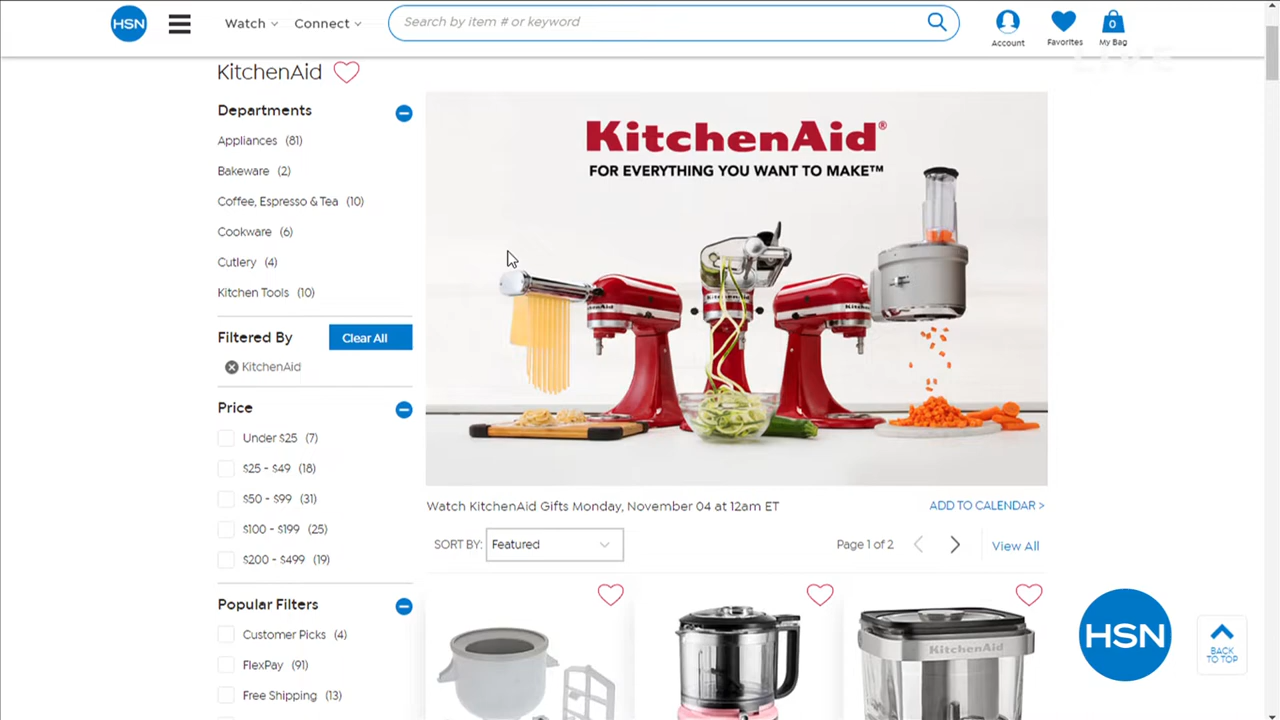 HSN
Watch
Connect
Search by item # or keyword
Account
Favorites
0
My Bag
LIVE
KitchenAid
Departments
Appliances (81)
Bakeware (2)
Coffee, Espresso & Tea (10)
Cookware (6)
Cutlery (4)
Kitchen Tools (10)
Filtered By
Clear All
KitchenAid
Price
Under $25 (7)
$25 - $49 (18)
$50 - $99 (31)
$100 - $199 (25)
$200 - $499 (19)
Popular Filters
Customer Picks (4)
FlexPay (91)
Free Shipping (13)
KitchenAid®
FOR EVERYTHING YOU WANT TO MAKE™
KitchenAid
KitchenAid
KitchenAid
Watch KitchenAid Gifts Monday, November 04 at 12am ET
ADD TO CALENDAR >
SORT BY: Featured
Page 1 of 2
View All
KitchenAid
HSN
BACK
TO TOP